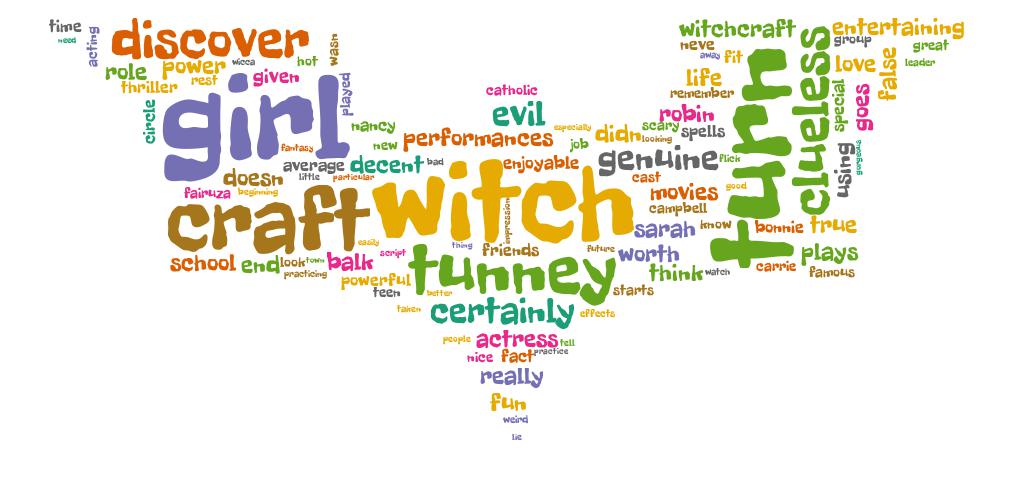 time
need
acting
discover
wasn
witchcraft
neve
away
fit
turn
clueless
entertaining
group
great
leader
love
false
role
power
wicca
hot
rest
given
thriller
life
remember
special
goes
circle
girl
played
catholic
evil
nancy
new
performances
especially
job
didn
scary
looking
robin
spells
fantasy
average
decent
bad
enjoyable
genuine
flick
using
gorgeous
doesn
little
particular
cast
movies
good
fairuza
beginning
craft
witch
impression
campbell
sarah
know
bonnie
true
easily
script
thing
friends
future
worth
plays
school
end
look
town
practicing
balk
powerful
tunney
think
watch
carrie
famous
teen
better
starts
taken
certainly
effects
people
actress
tell
nice
fact
practice
really
fun
weird
lie